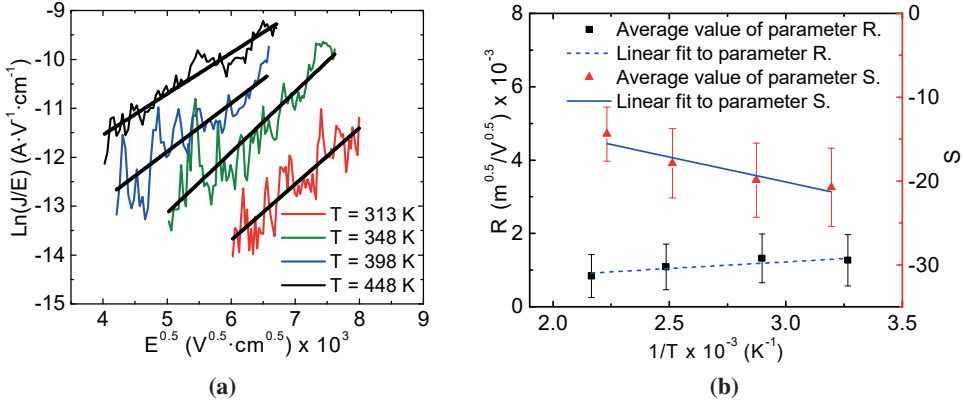 Ln(J/E) (A·V⁻¹·cm⁻¹)
-9
-10
-11
-12
-13
-14
-15
T = 313 K
T = 348 K
T = 398 K
T = 448 K
3 4 5 6 7 8 9
E^0.5 (V^0.5·cm^0.5) x 10³
(a)
R (m^0.5/V^0.5) x 10⁻³
8
6
4
2
0
Average value of parameter R.
Linear fit to parameter R.
Average value of parameter S.
Linear fit to parameter S.
0
-10
-20
-30
S
2.0 2.5 3.0 3.5
1/T x 10⁻³ (K⁻¹)
(b)